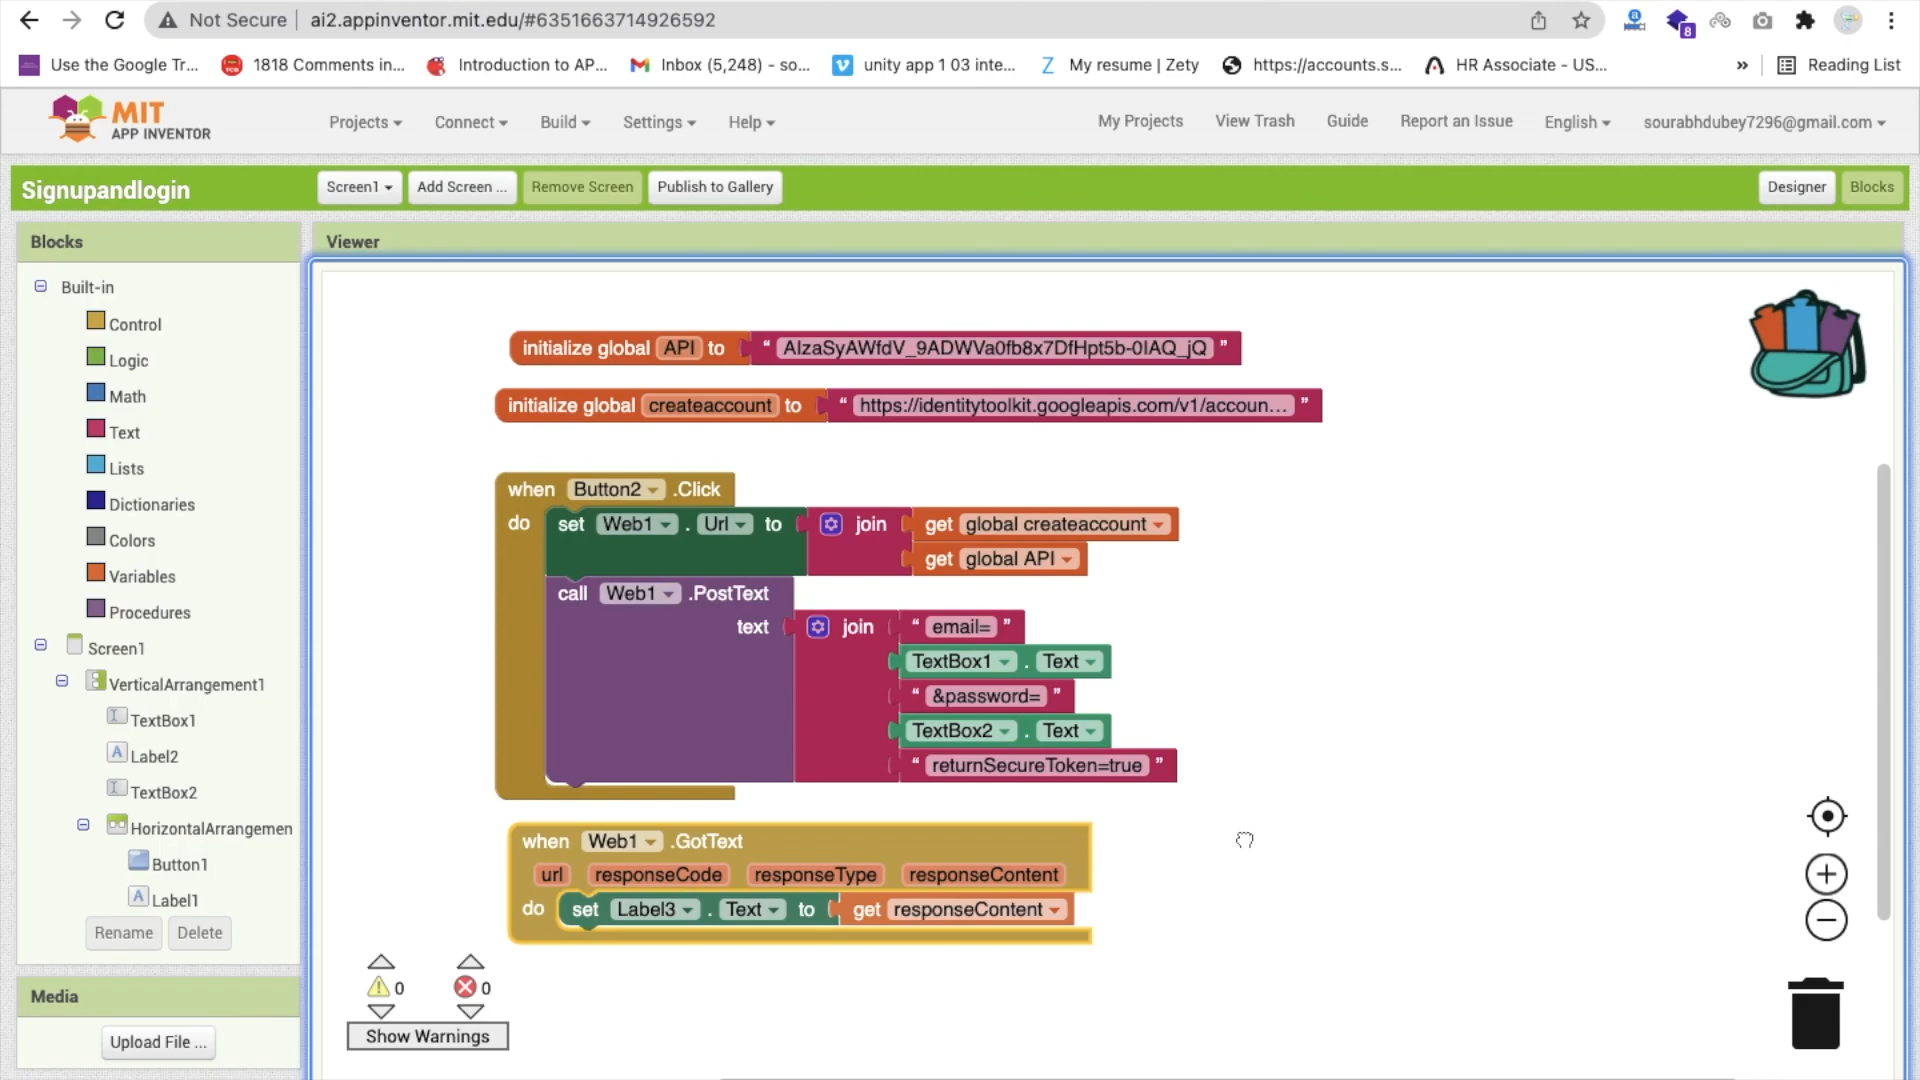 Not Secure ai2.appinventor.mit.edu/#6351663714926592
8
Use the Google Tr... 1818 Comments in... Introduction to AP... Inbox (5,248) - so... unity app 1 03 inte... My resume | Zety https://accounts.s... HR Associate - US... » Reading List
MIT APP INVENTOR
Projects Connect Build Settings Help My Projects View Trash Guide Report an Issue English sourabhdubey7296@gmail.com
Signupandlogin Screen1 Add Screen ... Remove Screen Publish to Gallery Designer Blocks
Blocks
Built-in
Control
Logic
Math
Text
Lists
Dictionaries
Colors
Variables
Procedures
Screen1
VerticalArrangement1
TextBox1
Label2
TextBox2
HorizontalArrangemen
Button1
Label1
Rename Delete
Media
Upload File ...
Viewer
initialize global API to “ AIzaSyAWfdV_9ADWVa0fb8x7DfHpt5b-0IAQ_jQ ”
initialize global createaccount to “ https://identitytoolkit.googleapis.com/v1/accoun... ”
when Button2 .Click
do set Web1 . Url to join get global createaccount
get global API
call Web1 .PostText
text join “ email= ”
TextBox1 . Text
“ &password= ”
TextBox2 . Text
“ returnSecureToken=true ”
when Web1 .GotText
url responseCode responseType responseContent
do set Label3 . Text to get responseContent
0 0
Show Warnings